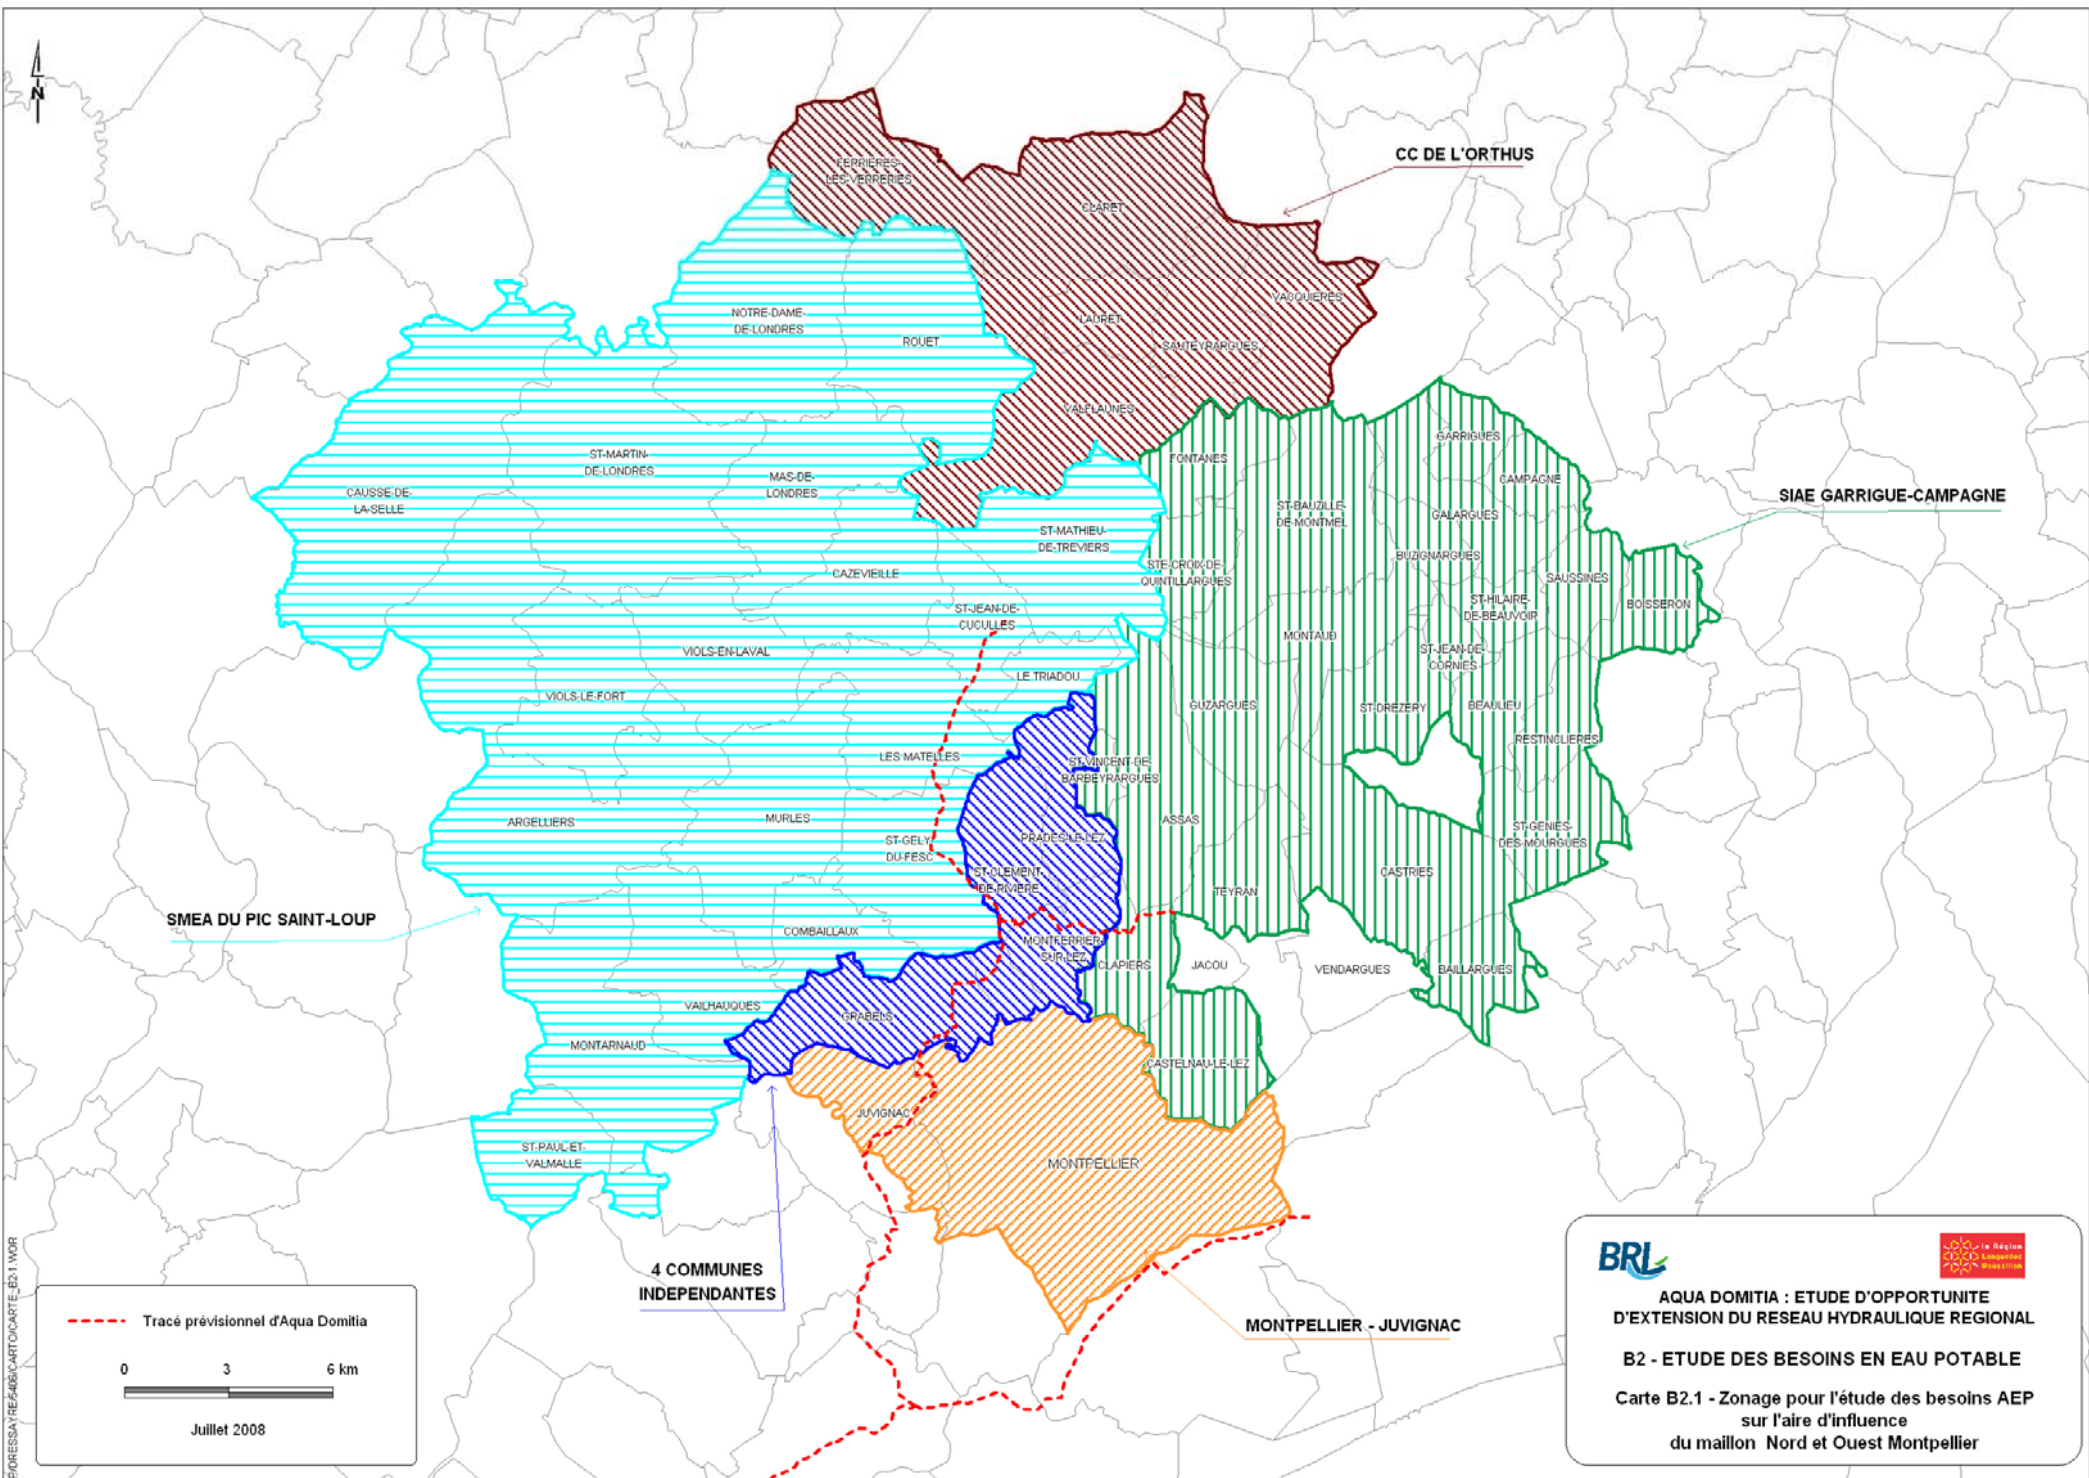 N
FERRIERES-
LES-VERRERIES
CC DE L'ORTHUS
CLARET
VACQUIERES
NOTRE-DAME-
DE-LONDRES
LAURET
ROUET
SAUTEYRARGUES
VALFLAUNES
GARRIGUES
ST-MARTIN-
DE-LONDRES
FONTANES
MAS-DE-
LONDRES
CAMPAGNE
CAUSSE-DE-
LA-SELLE
SIAE GARRIGUE-CAMPAGNE
ST-BAUZILLE-
DE-MONTMEL
GALARGUES
ST-MATHIEU-
DE-TREVIERS
BUZIGNARGUES
STE-CROIX-DE-
QUINTILLARGUES
CAZEVIEILLE
SAUSSINES
ST-HILAIRE-
DE-BEAUVOIR
BOISSERON
ST-JEAN-DE-
CUCULLES
MONTAUD
VIOLS-EN-LAVAL
ST-JEAN-DE-
CORNIES
LE TRIADOU
VIOLS-LE-FORT
GUZARGUES
ST-DREZERY
BEAULIEU
RESTINCLIERES
LES MATELLES
ST-VINCENT-DE-
BARBEYRARGUES
ARGELLIERS
MURLES
ASSAS
ST-GELY-
DU-FESC
PRADES-LE-LEZ
ST-GENIES-
DES-MOURGUES
ST-CLEMENT-
DE-RIVIERE
CASTRIES
TEYRAN
SMEA DU PIC SAINT-LOUP
COMBAILLAUX
MONTFERRIER-
SUR-LEZ
CLAPIERS
JACOU
VENDARGUES
BAILLARGUES
VAILHAUQUES
GRABELS
MONTARNAUD
CASTELNAU-LE-LEZ
JUVIGNAC
ST-PAUL-ET-
VALMALLE
MONTPELLIER
4 COMMUNES
INDEPENDANTES
MONTPELLIER - JUVIGNAC
Tracé prévisionnel d'Aqua Domitia
0 3 6 km
Juillet 2008
BRL
la Région
Languedoc
Roussillon
AQUA DOMITIA : ETUDE D'OPPORTUNITE
D'EXTENSION DU RESEAU HYDRAULIQUE REGIONAL
B2 - ETUDE DES BESOINS EN EAU POTABLE
Carte B2.1 - Zonage pour l'étude des besoins AEP
sur l'aire d'influence
du maillon Nord et Ouest Montpellier